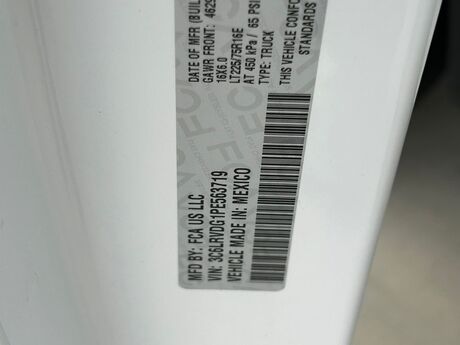 MFD BY: FCA US LLC
VIN: 3C6LRVDG1PE563719
VEHICLE MADE IN: MEXICO
DATE OF MFR (BUIL
GAWR FRONT: 4629
16X6.0
LT225/75R16E
AT 450 kPa / 65 PSI
TYPE: TRUCK
THIS VEHICLE CONFO
STANDARDS